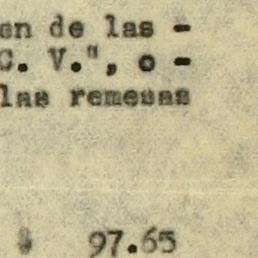 en de las -
C. V.", o -
las remesas
$ 97.65